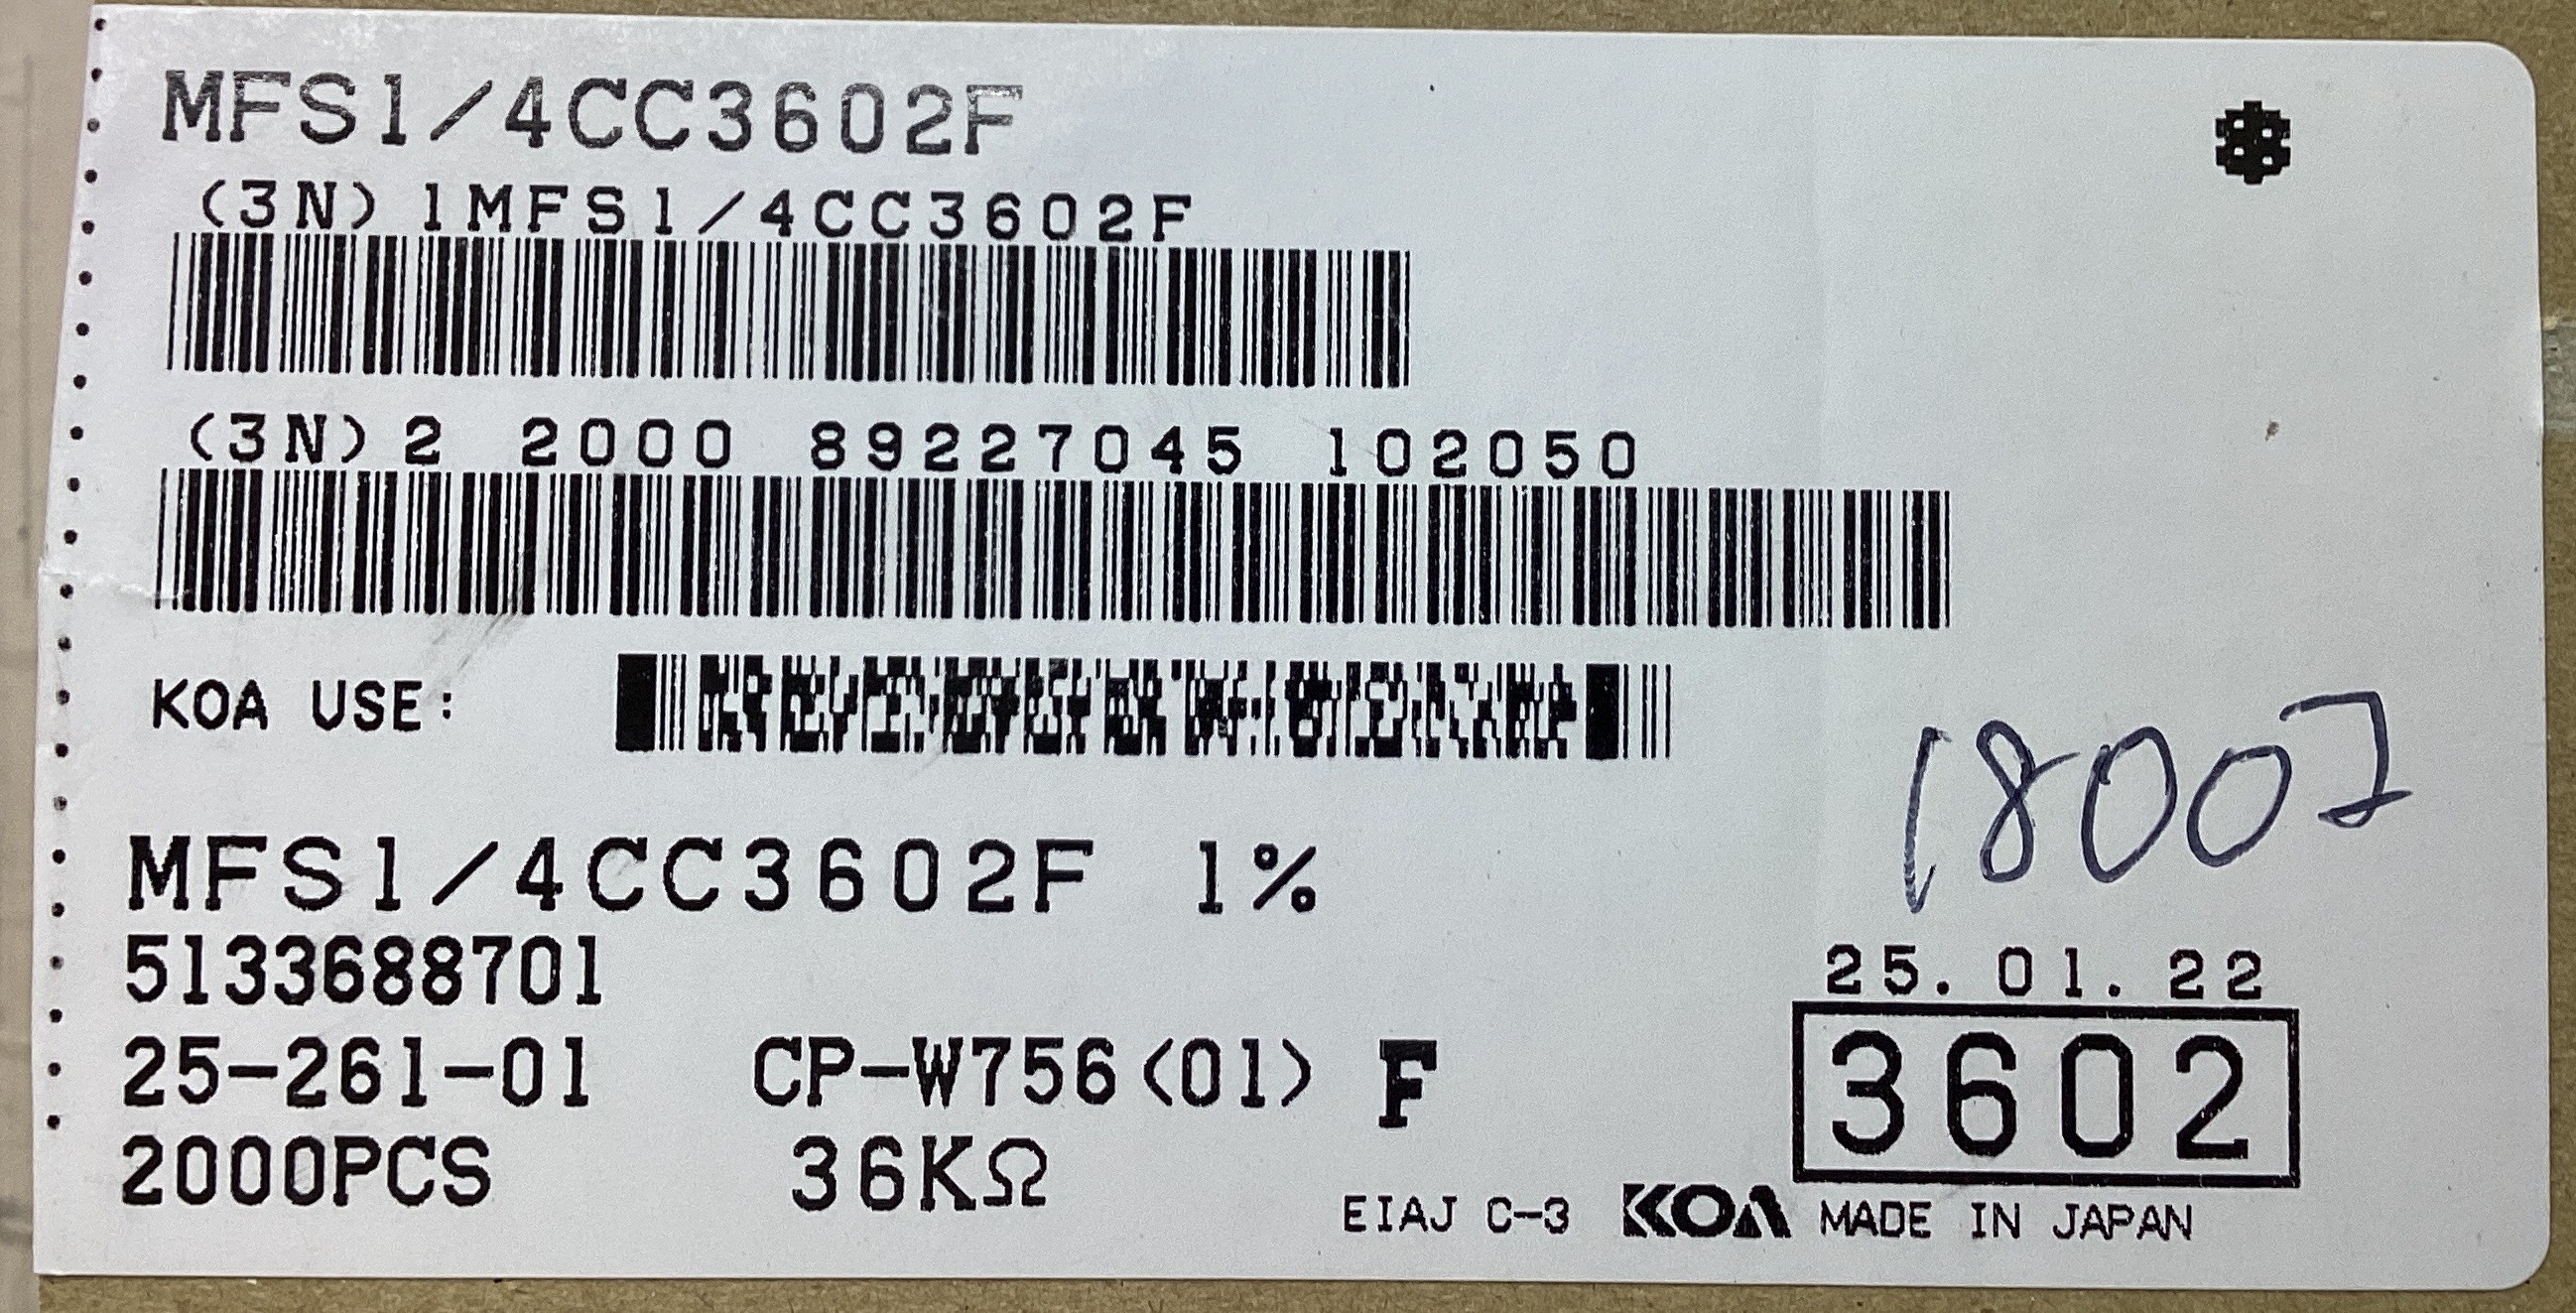 MFS1/4CC3602F
(3N)1MFS1/4CC3602F
(3N)2 2000 89227045 102050
KOA USE:
18007
MFS1/4CC3602F 1%
5133688701
25.01.22
25-261-01 CP-W756(01) F
3602
2000PCS 36KΩ
EIAJ C-3 KOA MADE IN JAPAN